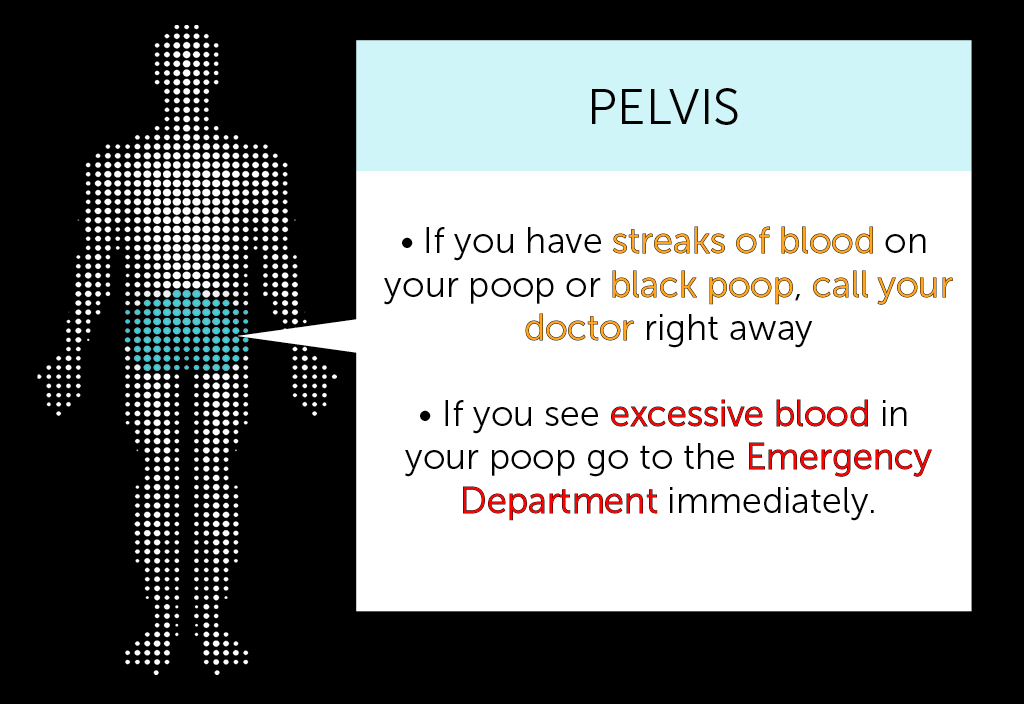 PELVIS
• If you have streaks of blood on
your poop or black poop, call your
doctor right away
• If you see excessive blood in
your poop go to the Emergency
Department immediately.